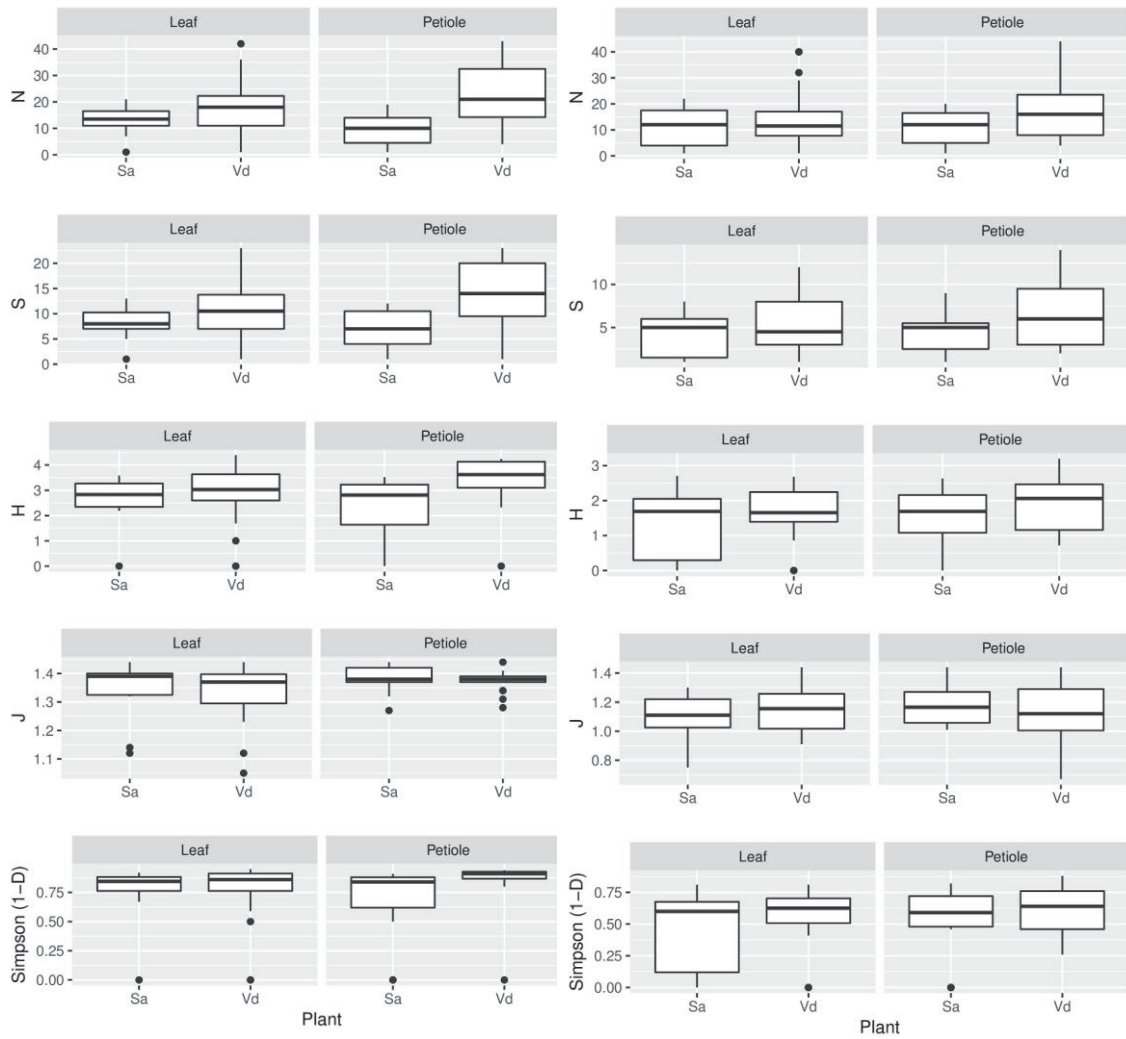 Leaf Petiole
N
40
30
20
10
0
Sa Vd Sa Vd
Leaf Petiole
S
20
15
10
5
0
Sa Vd Sa Vd
Leaf Petiole
H
4
3
2
1
0
Sa Vd Sa Vd
Leaf Petiole
J
1.4
1.3
1.2
1.1
Sa Vd Sa Vd
Leaf Petiole
Simpson (1−D)
0.75
0.50
0.25
0.00
Sa Vd Sa Vd
Plant
Leaf Petiole
N
40
30
20
10
0
Sa Vd Sa Vd
Leaf Petiole
S
10
5
Sa Vd Sa Vd
Leaf Petiole
H
3
2
1
0
Sa Vd Sa Vd
Leaf Petiole
J
1.4
1.2
1.0
0.8
Sa Vd Sa Vd
Leaf Petiole
Simpson (1−D)
0.75
0.50
0.25
0.00
Sa Vd Sa Vd
Plant